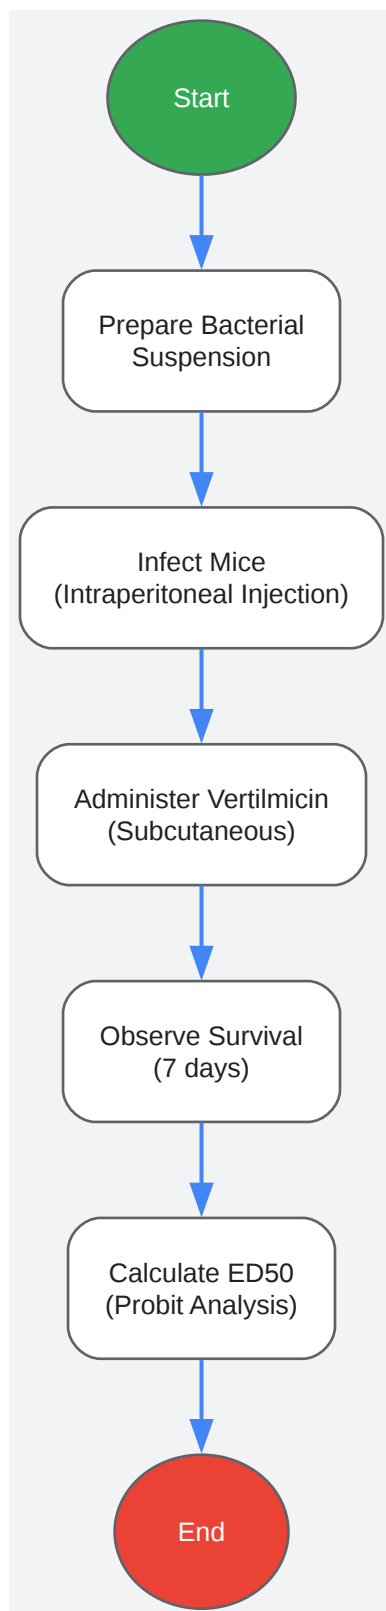 Start
Prepare Bacterial
Suspension
Infect Mice
(Intraperitoneal Injection)
Administer Vertilmicin
(Subcutaneous)
Observe Survival
(7 days)
Calculate ED50
(Probit Analysis)
End